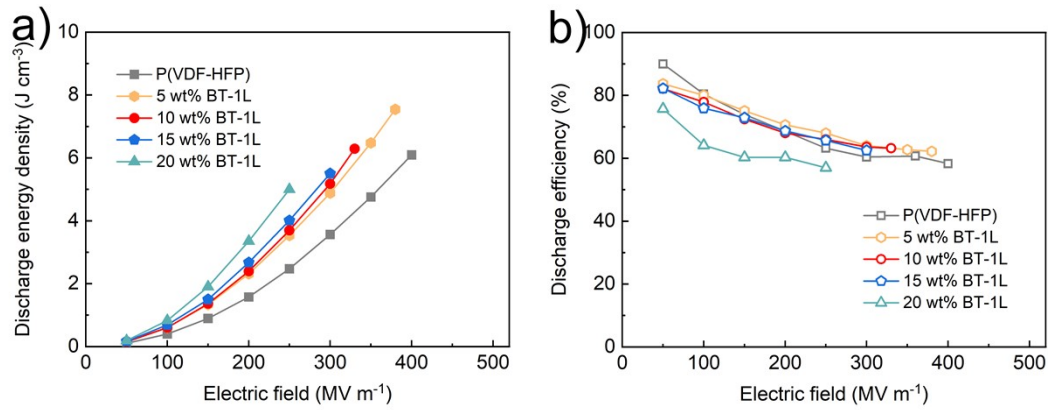 a)
Discharge energy density (J cm⁻³)
10
8
6
4
2
0
P(VDF-HFP)
5 wt% BT-1L
10 wt% BT-1L
15 wt% BT-1L
20 wt% BT-1L
0 100 200 300 400 500
Electric field (MV m⁻¹)
b)
Discharge efficiency (%)
100
80
60
40
20
0
P(VDF-HFP)
5 wt% BT-1L
10 wt% BT-1L
15 wt% BT-1L
20 wt% BT-1L
0 100 200 300 400 500
Electric field (MV m⁻¹)